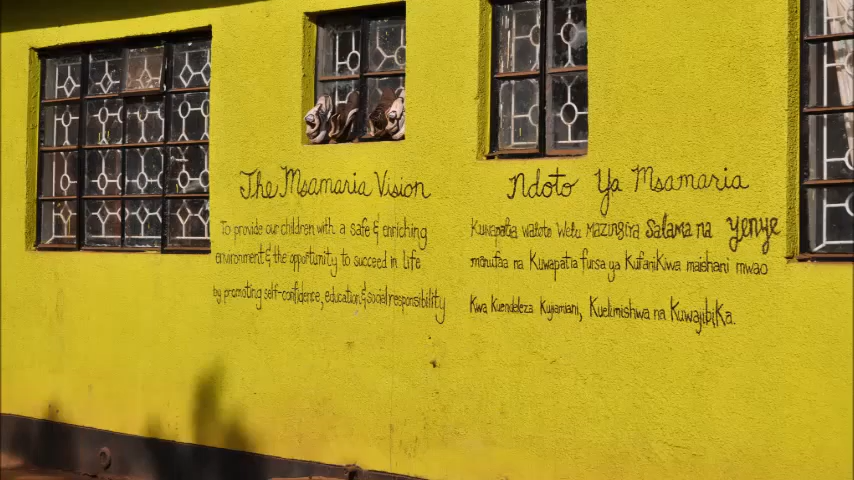 The Msamaria Vision
To provide our children with a safe & enriching
environment & the opportunity to succeed in life
by promoting self-confidence, education & social responsibility
Ndoto Ya Msamaria
Kuwapatia watoto Wetu Mazingira Salama na yenye
manufaa na Kuwapatia fursa ya Kufanikiwa maishani mwao
Kwa Kuendeleza Kujiamini, Kuelimishwa na Kuwajibika.